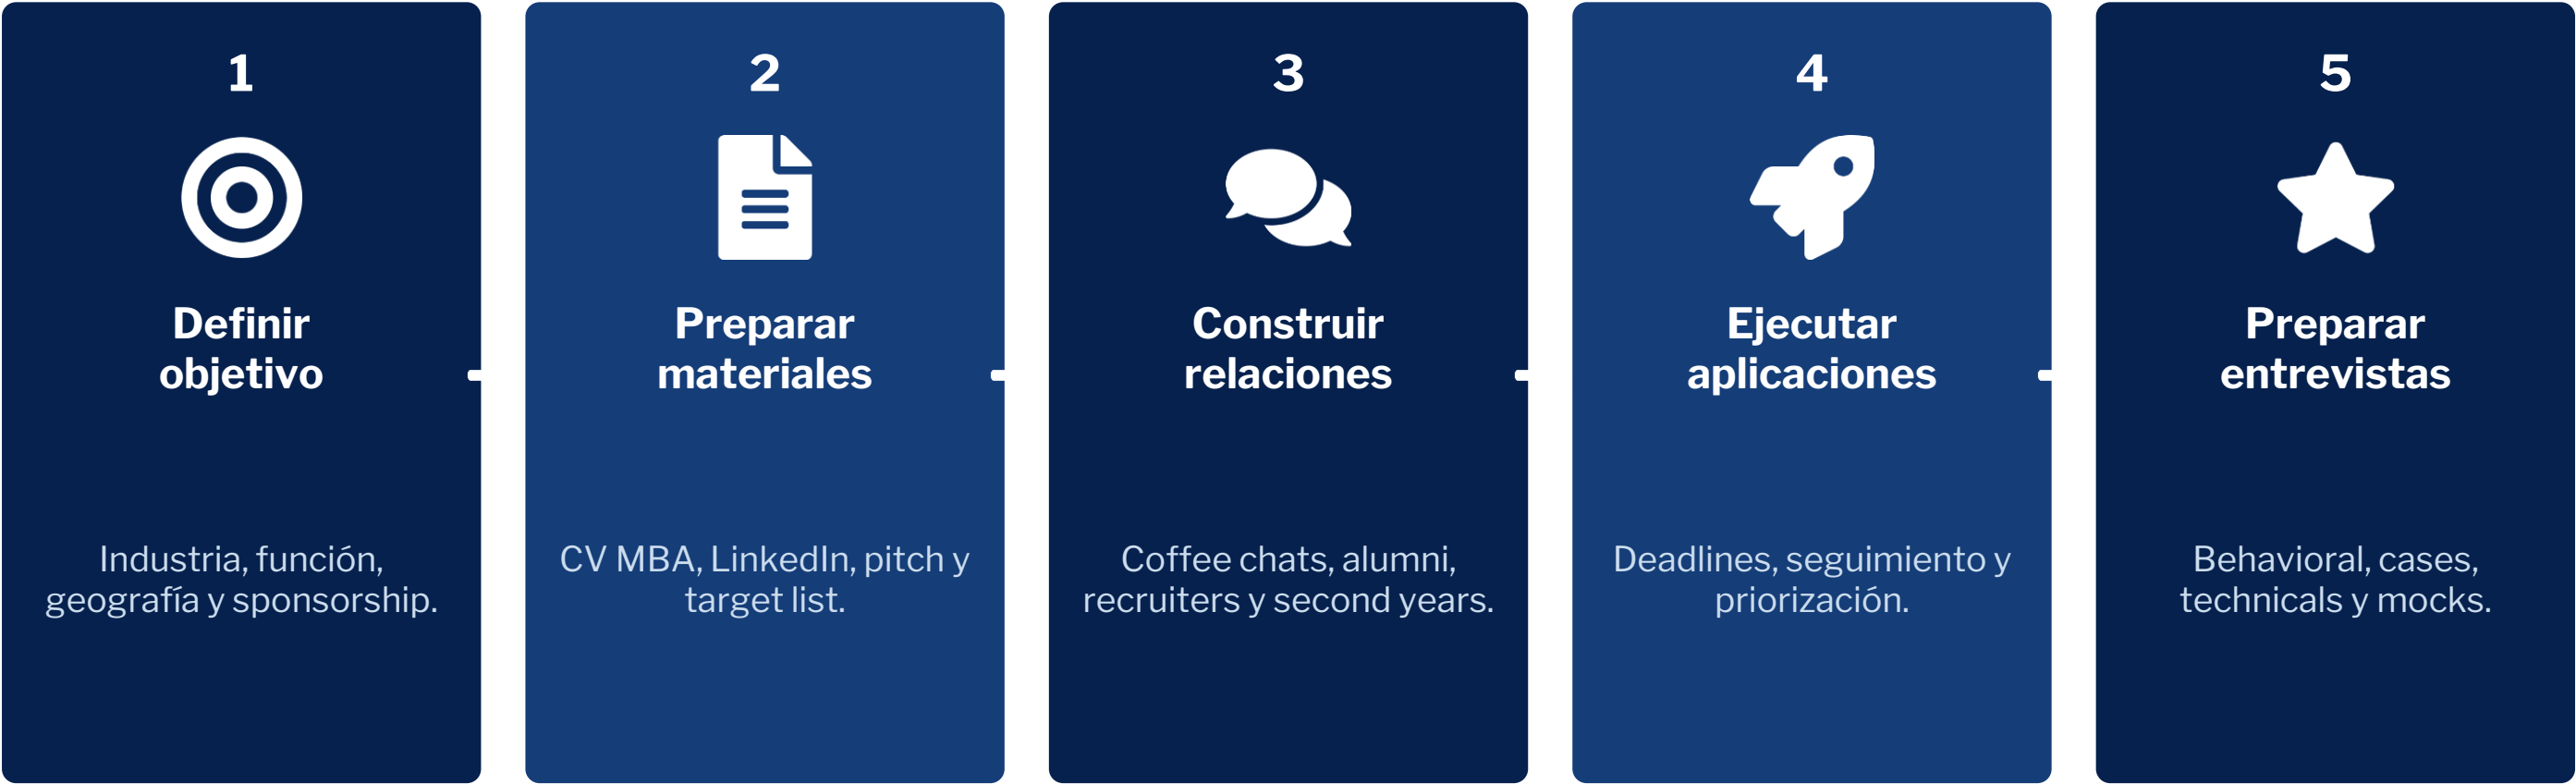 1
Definir
objetivo
Industria, función,
geografía y sponsorship.
2
Preparar
materiales
CV MBA, LinkedIn, pitch y
target list.
3
Construir
relaciones
Coffee chats, alumni,
recruiters y second years.
4
Ejecutar
aplicaciones
Deadlines, seguimiento y
priorización.
5
Preparar
entrevistas
Behavioral, cases,
technicals y mocks.